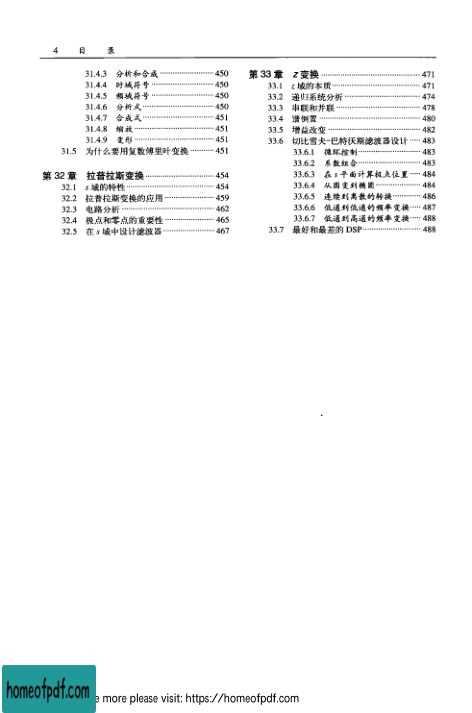 4 目 录
31.4.3 分析和合成 450
31.4.4 时域符号 450
31.4.5 频域符号 450
31.4.6 分析式 450
31.4.7 合成式 451
31.4.8 缩放 451
31.4.9 变形 451
31.5 为什么要用复数傅里叶变换 451
第 32 章 拉普拉斯变换 454
32.1 s 域的特性 454
32.2 拉普拉斯变换的应用 459
32.3 电路分析 462
32.4 极点和零点的重要性 465
32.5 在 s 域中设计滤波器 467
第 33 章 z 变换 471
33.1 z 域的本质 471
33.2 递归系统分析 474
33.3 串联和并联 478
33.4 谱倒置 480
33.5 增益改变 482
33.6 切比雪夫-巴特沃斯滤波器设计 483
33.6.1 循环控制 483
33.6.2 系数组合 483
33.6.3 在 s 平面计算极点位置 484
33.6.4 从圆变到椭圆 484
33.6.5 连续到离散的转换 486
33.6.6 低通到低通的频率变换 487
33.6.7 低通到高通的频率变换 488
33.7 最好和最差的 DSP 488
homeofpdf.com
e more please visit: https://homeofpdf.com